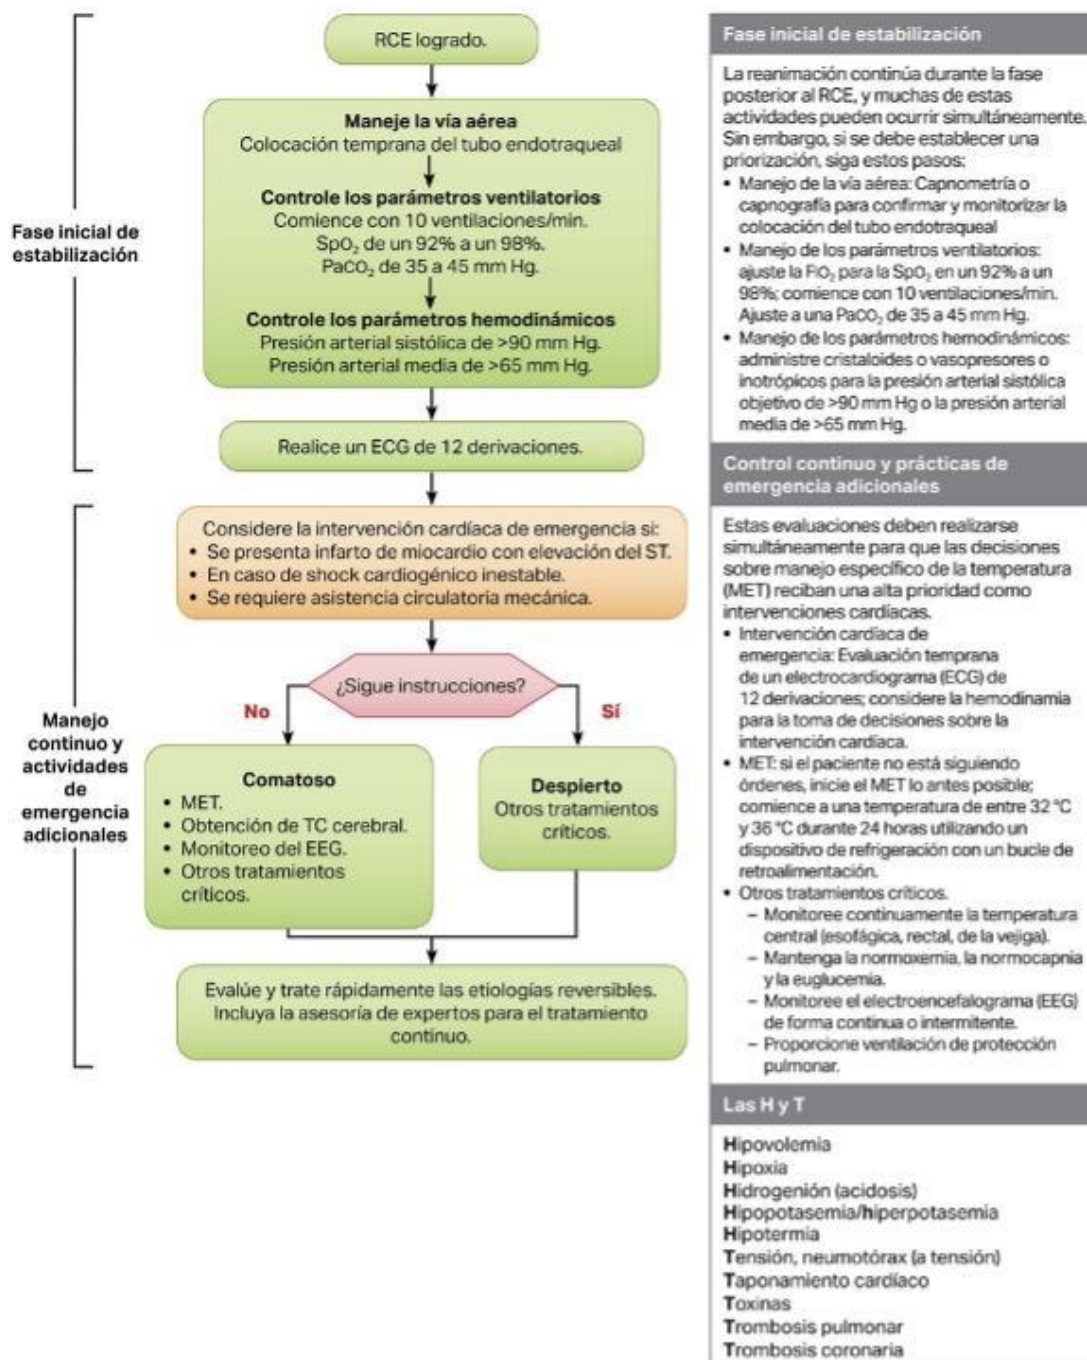 RCE logrado.
Maneje la vía aérea
Colocación temprana del tubo endotraqueal
Controle los parámetros ventilatorios
Comience con 10 ventilaciones/min.
SpO₂ de un 92% a un 98%.
PaCO₂ de 35 a 45 mm Hg.
Controle los parámetros hemodinámicos
Presión arterial sistólica de >90 mm Hg.
Presión arterial media de >65 mm Hg.
Fase inicial de
estabilización
Realice un ECG de 12 derivaciones.
Considere la intervención cardíaca de emergencia si:
• Se presenta infarto de miocardio con elevación del ST.
• En caso de shock cardiogénico inestable.
• Se requiere asistencia circulatoria mecánica.
¿Sigue instrucciones?
No
Sí
Manejo
continuo y
actividades
de
emergencia
adicionales
Comatoso
• MET.
• Obtención de TC cerebral.
• Monitoreo del EEG.
• Otros tratamientos
críticos.
Despierto
Otros tratamientos
críticos.
Evalúe y trate rápidamente las etiologías reversibles.
Incluya la asesoría de expertos para el tratamiento
continuo.
Fase inicial de estabilización
La reanimación continúa durante la fase
posterior al RCE, y muchas de estas
actividades pueden ocurrir simultáneamente.
Sin embargo, si se debe establecer una
priorización, siga estos pasos:
• Manejo de la vía aérea: Capnometría o
capnografía para confirmar y monitorizar la
colocación del tubo endotraqueal
• Manejo de los parámetros ventilatorios:
ajuste la FiO₂ para la SpO₂ en un 92% a un
98%; comience con 10 ventilaciones/min.
Ajuste a una PaCO₂ de 35 a 45 mm Hg.
• Manejo de los parámetros hemodinámicos:
administre cristaloides o vasopresores o
inotrópicos para la presión arterial sistólica
objetivo de >90 mm Hg o la presión arterial
media de >65 mm Hg.
Control continuo y prácticas de
emergencia adicionales
Estas evaluaciones deben realizarse
simultáneamente para que las decisiones
sobre manejo específico de la temperatura
(MET) reciban una alta prioridad como
intervenciones cardíacas.
• Intervención cardíaca de
emergencia: Evaluación temprana
de un electrocardiograma (ECG) de
12 derivaciones; considere la hemodinamia
para la toma de decisiones sobre la
intervención cardíaca.
• MET: si el paciente no está siguiendo
órdenes, inicie el MET lo antes posible;
comience a una temperatura de entre 32 °C
y 36 °C durante 24 horas utilizando un
dispositivo de refrigeración con un bucle de
retroalimentación.
• Otros tratamientos críticos.
– Monitoree continuamente la temperatura
central (esofágica, rectal, de la vejiga).
– Mantenga la normoxemia, la normocapnia
y la euglucemia.
– Monitoree el electroencefalograma (EEG)
de forma continua o intermitente.
– Proporcione ventilación de protección
pulmonar.
Las H y T
Hipovolemia
Hipoxia
Hidrogenión (acidosis)
Hipopotasemia/hiperpotasemia
Hipotermia
Tensión, neumotórax (a tensión)
Taponamiento cardíaco
Toxinas
Trombosis pulmonar
Trombosis coronaria